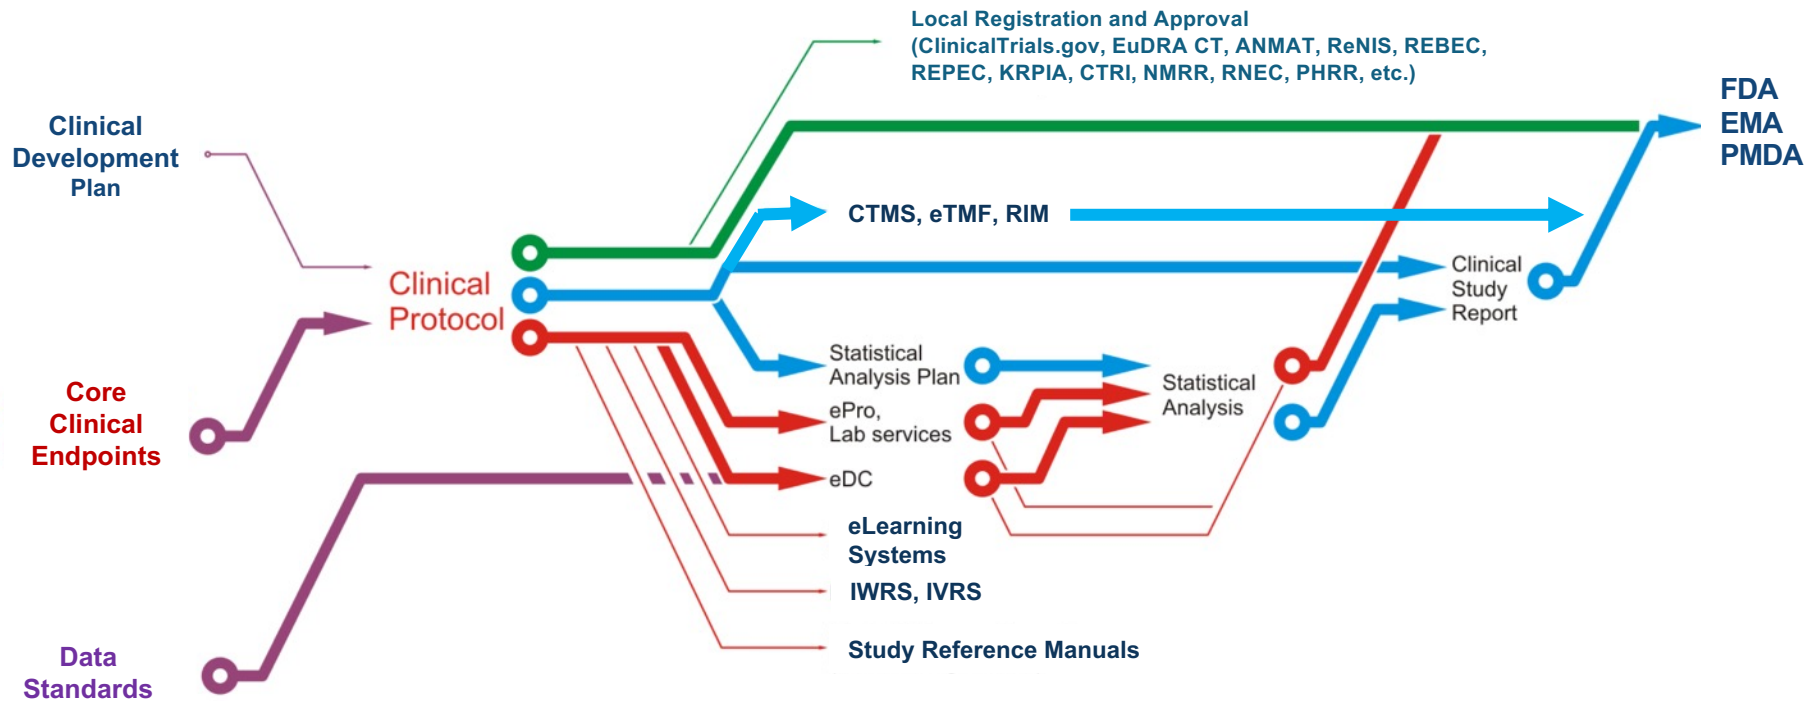 Local Registration and Approval
(ClinicalTrials.gov, EuDRA CT, ANMAT, ReNIS, REBEC,
REPEC, KRPIA, CTRI, NMRR, RNEC, PHRR, etc.)
FDA
EMA
PMDA
Clinical
Development
Plan
CTMS, eTMF, RIM
Clinical
Protocol
Clinical
Study
Report
Statistical
Analysis Plan
Statistical
Analysis
ePro,
Lab services
Core
Clinical
Endpoints
eDC
eLearning
Systems
IWRS, IVRS
Study Reference Manuals
Data
Standards